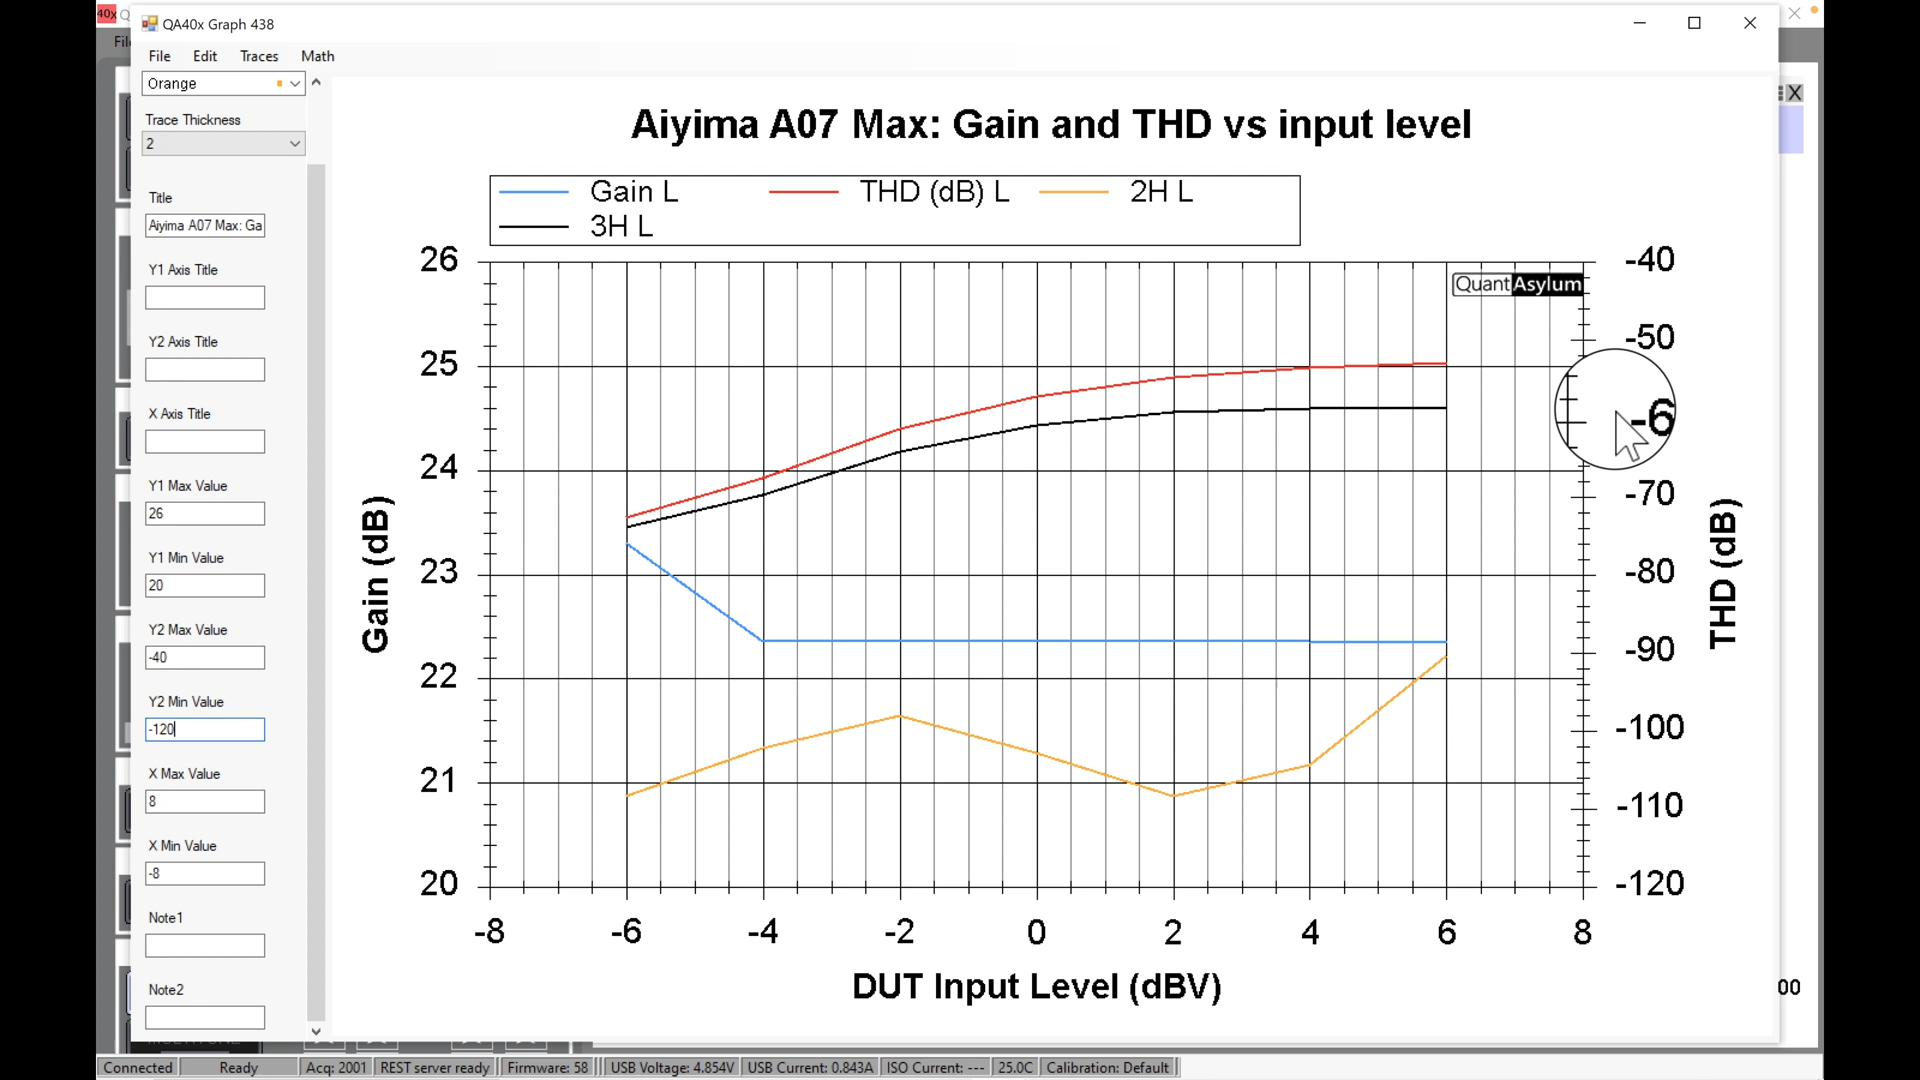 40x
QA40x Graph 438
File Edit Traces Math
Orange
Trace Thickness
2
Title
Aiyima A07 Max: Ga
Y1 Axis Title
Y2 Axis Title
X Axis Title
Y1 Max Value
26
Y1 Min Value
20
Y2 Max Value
-40
Y2 Min Value
-120
X Max Value
8
X Min Value
-8
Note1
Note2
Aiyima A07 Max: Gain and THD vs input level
Gain L THD (dB) L 2H L
3H L
QuantAsylum
26
25
24
23
22
21
20
Gain (dB)
-40
-50
-6
-70
-80
-90
-100
-110
-120
THD (dB)
-8 -6 -4 -2 0 2 4 6 8
DUT Input Level (dBV)
00
Connected Ready Acq: 2001 REST server ready Firmware: 58 USB Voltage: 4.854V USB Current: 0.843A ISO Current: --- 25.0C Calibration: Default